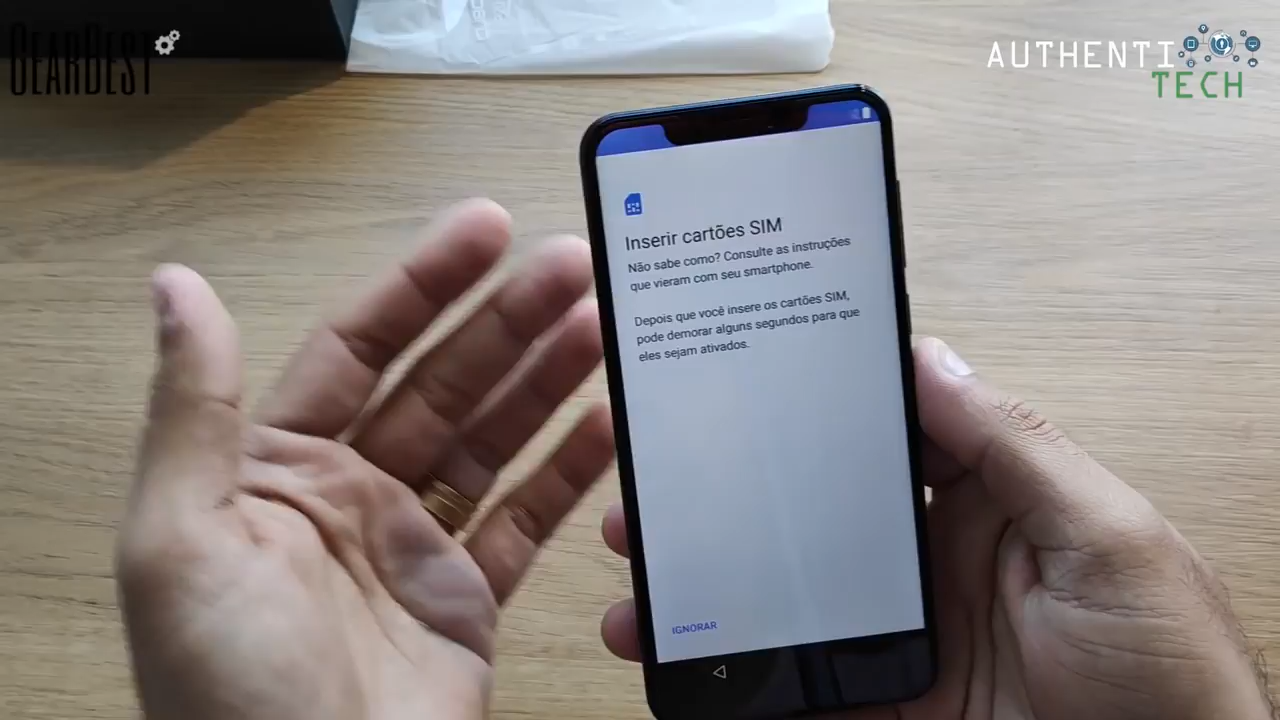 GEARBEST
AUTHENTI
TECH
Inserir cartões SIM
Não sabe como? Consulte as instruções
que vieram com seu smartphone.
Depois que você insere os cartões SIM,
pode demorar alguns segundos para que
eles sejam ativados.
IGNORAR